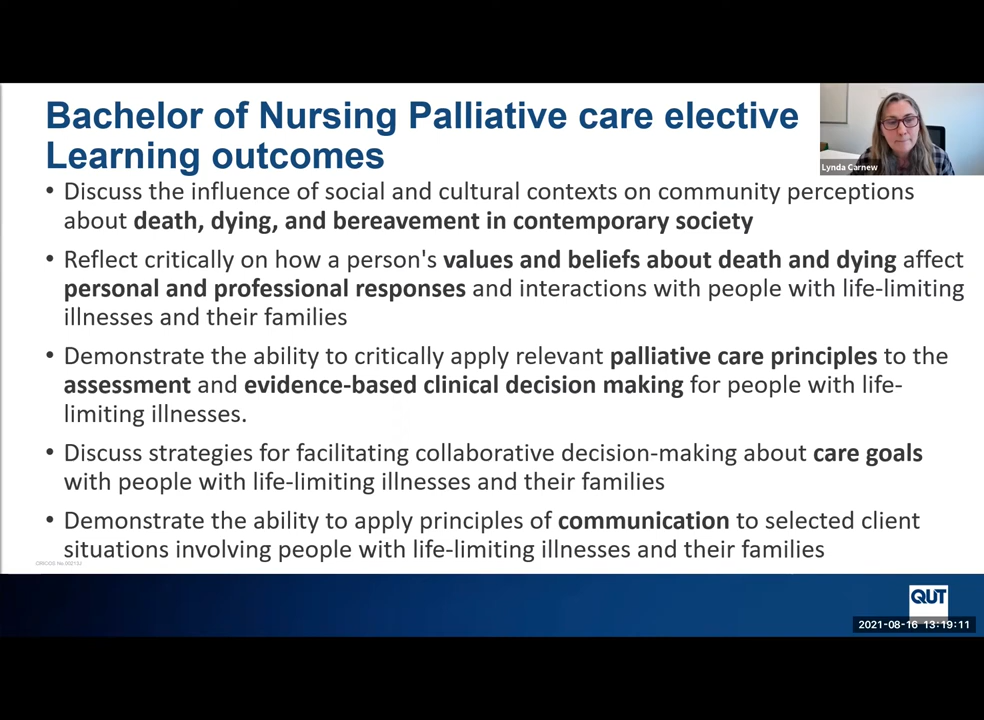 Bachelor of Nursing Palliative care elective
Learning outcomes
Lynda Carnew
• Discuss the influence of social and cultural contexts on community perceptions
about death, dying, and bereavement in contemporary society
• Reflect critically on how a person's values and beliefs about death and dying affect
personal and professional responses and interactions with people with life-limiting
illnesses and their families
• Demonstrate the ability to critically apply relevant palliative care principles to the
assessment and evidence-based clinical decision making for people with life-
limiting illnesses.
• Discuss strategies for facilitating collaborative decision-making about care goals
with people with life-limiting illnesses and their families
• Demonstrate the ability to apply principles of communication to selected client
situations involving people with life-limiting illnesses and their families
QUT
2021-08-16 13:19:11